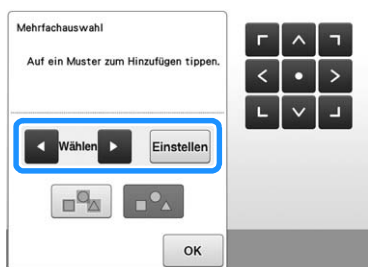 Mehrfachauswahl
Auf ein Muster zum Hinzufügen tippen.
Wählen
Einstellen
OK